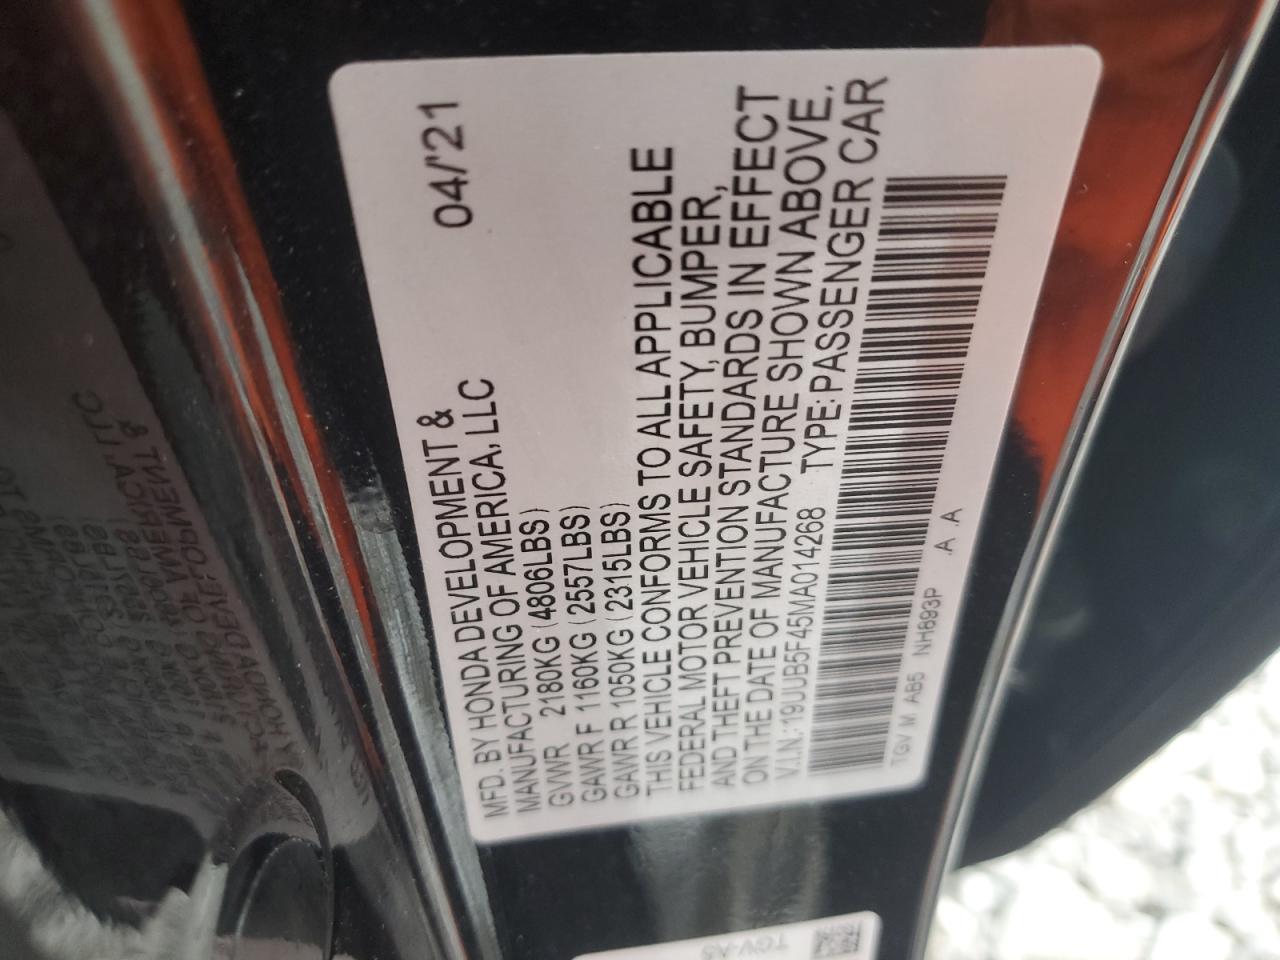 04/'21
MFD. BY HONDA DEVELOPMENT &
MANUFACTURING OF AMERICA, LLC
GVWR 2180KG (4806LBS)
GAWR F 1160KG (2557LBS)
GAWR R 1050KG (2315LBS)
THIS VEHICLE CONFORMS TO ALL APPLICABLE
FEDERAL MOTOR VEHICLE SAFETY, BUMPER,
AND THEFT PREVENTION STANDARDS IN EFFECT
ON THE DATE OF MANUFACTURE SHOWN ABOVE.
V.I.N.:19UUB5F45MA014268 TYPE:PASSENGER CAR
TGV M AB5 NH893P .A .A
TGV-A5